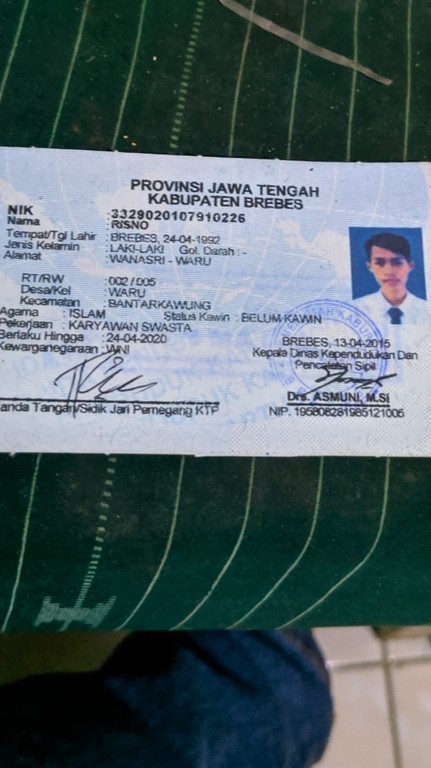 PROVINSI JAWA TENGAH
KABUPATEN BREBES
NIK : 3329020107910226
Nama : RISNO
Tempat/Tgl Lahir : BREBES, 24-04-1992
Jenis Kelamin : LAKI-LAKI Gol. Darah : -
Alamat : WANASRI - WARU
RT/RW : 002 / 005
Desa/Kel : WARU
Kecamatan : BANTARKAWUNG
Agama : ISLAM Status Kawin : BELUM KAWIN
Pekerjaan : KARYAWAN SWASTA
Berlaku Hingga : 24-04-2020
Kewarganegaraan : WNI
BREBES, 13-04-2015
Kepala Dinas Kependudukan Dan
Pencatatan Sipil
Drs. ASMUNI, M.Si
NIP. 195808281985121005
anda Tangan/Sidik Jari Pemegang KTP